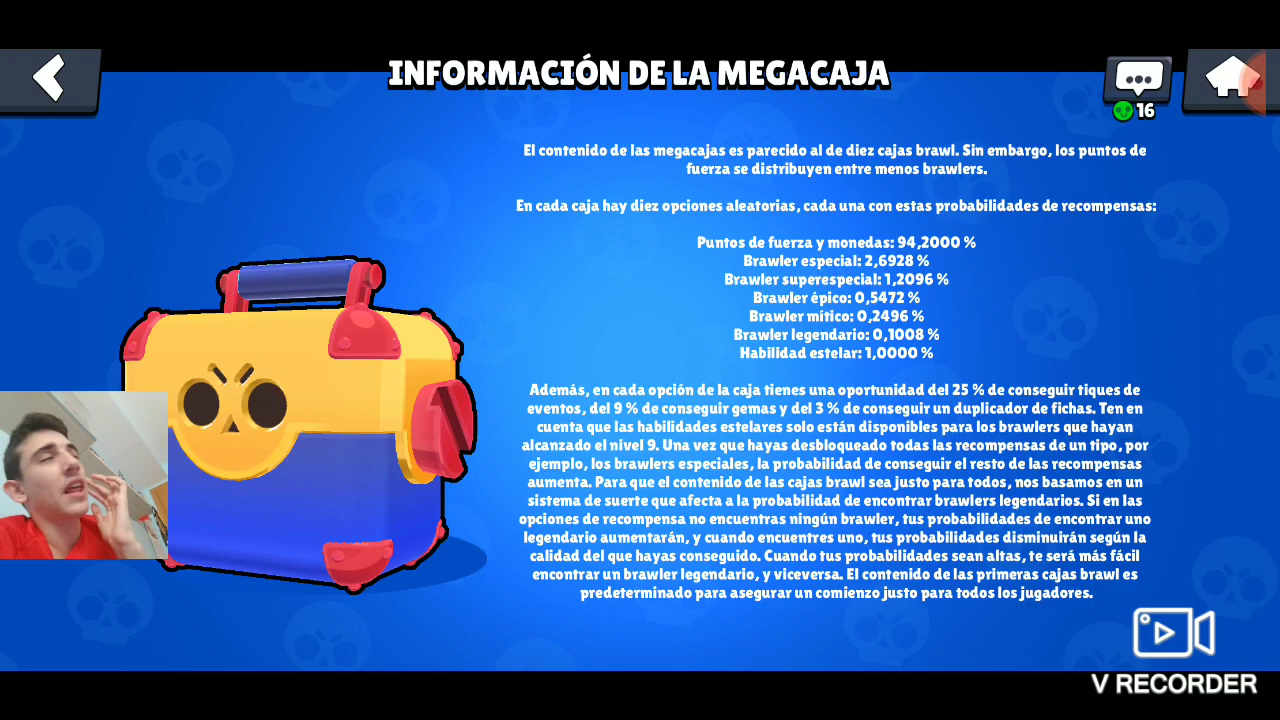 INFORMACIÓN DE LA MEGACAJA
16
El contenido de las megacajas es parecido al de diez cajas brawl. Sin embargo, los puntos de
fuerza se distribuyen entre menos brawlers.
En cada caja hay diez opciones aleatorias, cada una con estas probabilidades de recompensas:
Puntos de fuerza y monedas: 94,2000 %
Brawler especial: 2,6928 %
Brawler superespecial: 1,2096 %
Brawler épico: 0,5472 %
Brawler mítico: 0,2496 %
Brawler legendario: 0,1008 %
Habilidad estelar: 1,0000 %
Además, en cada opción de la caja tienes una oportunidad del 25 % de conseguir tiques de
eventos, del 9 % de conseguir gemas y del 3 % de conseguir un duplicador de fichas. Ten en
cuenta que las habilidades estelares solo están disponibles para los brawlers que hayan
alcanzado el nivel 9. Una vez que hayas desbloqueado todas las recompensas de un tipo, por
ejemplo, los brawlers especiales, la probabilidad de conseguir el resto de las recompensas
aumenta. Para que el contenido de las cajas brawl sea justo para todos, nos basamos en un
sistema de suerte que afecta a la probabilidad de encontrar brawlers legendarios. Si en las
opciones de recompensa no encuentras ningún brawler, tus probabilidades de encontrar uno
legendario aumentarán, y cuando encuentres uno, tus probabilidades disminuirán según la
calidad del que hayas conseguido. Cuando tus probabilidades sean altas, te será más fácil
encontrar un brawler legendario, y viceversa. El contenido de las primeras cajas brawl es
predeterminado para asegurar un comienzo justo para todos los jugadores.
V RECORDER